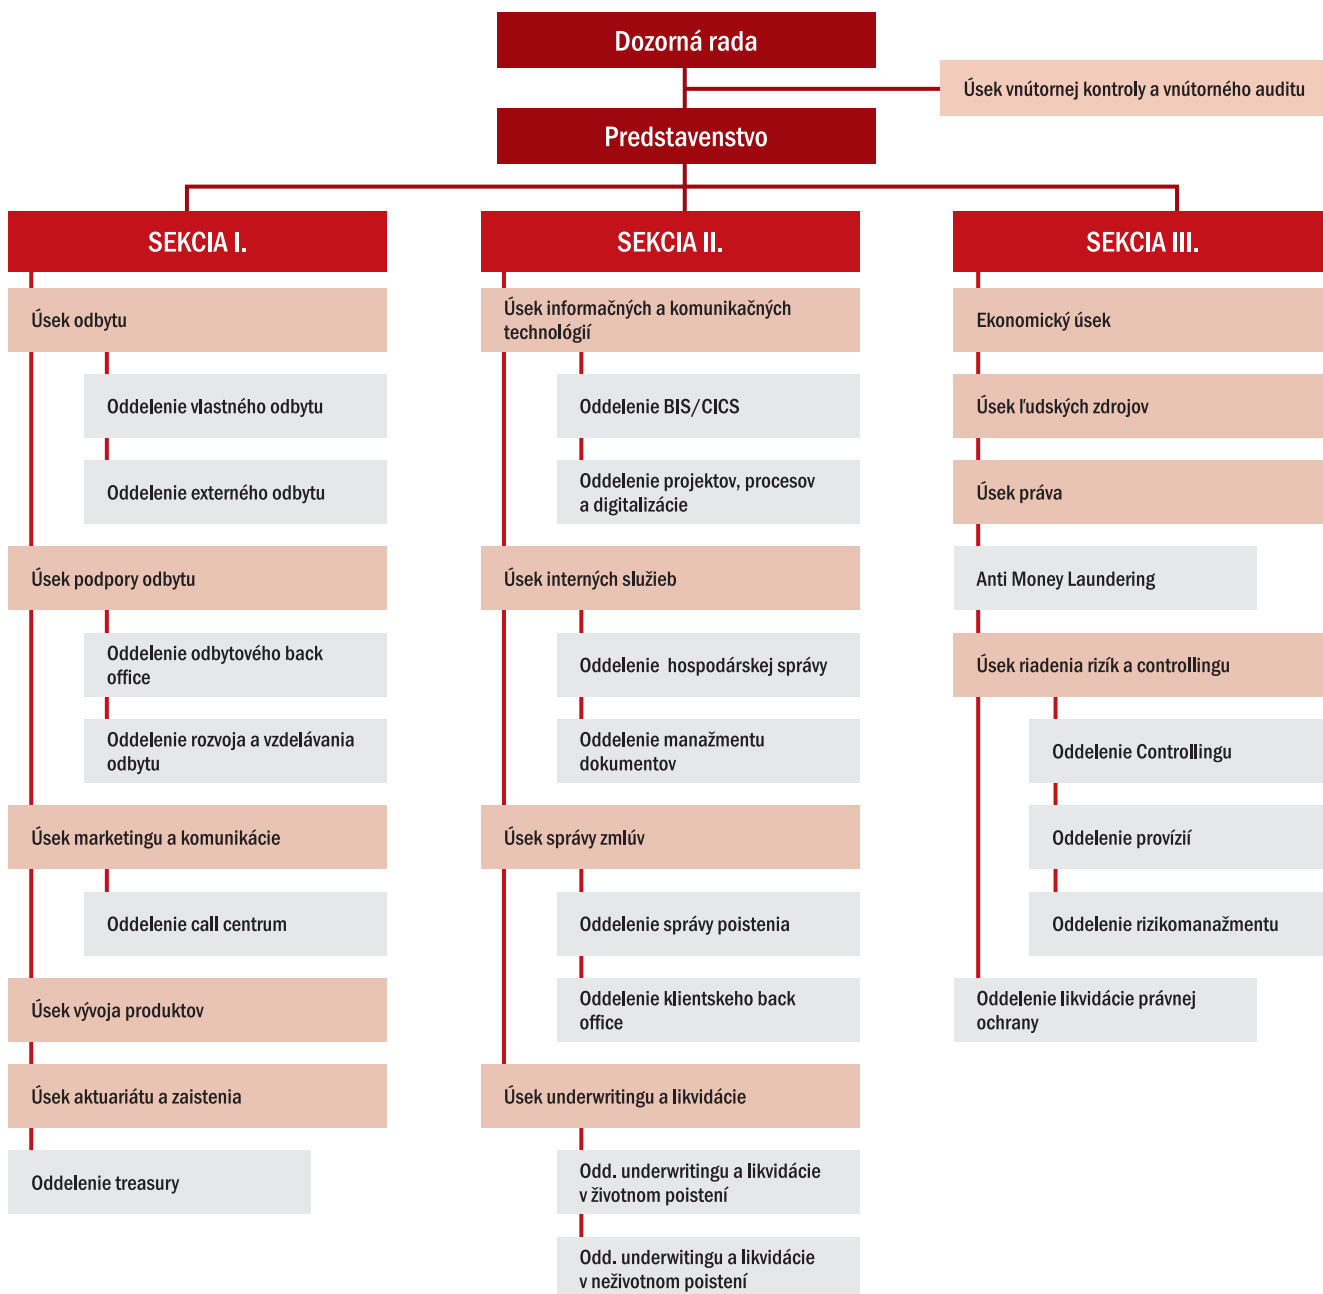 Dozorná rada
Úsek vnútornej kontroly a vnútorného auditu
Predstavenstvo
SEKCIA I.
Úsek odbytu
Oddelenie vlastného odbytu
Oddelenie externého odbytu
Úsek podpory odbytu
Oddelenie odbytového back
office
Oddelenie rozvoja a vzdelávania
odbytu
Úsek marketingu a komunikácie
Oddelenie call centrum
Úsek vývoja produktov
Úsek aktuariátu a zaistenia
Oddelenie treasury
SEKCIA II.
Úsek informačných a komunikačných
technológií
Oddelenie BIS/CICS
Oddelenie projektov, procesov
a digitalizácie
Úsek interných služieb
Oddelenie  hospodárskej správy
Oddelenie manažmentu
dokumentov
Úsek správy zmlúv
Oddelenie správy poistenia
Oddelenie klientskeho back
office
Úsek underwritingu a likvidácie
Odd. underwritingu a likvidácie
v životnom poistení
Odd. underwitingu a likvidácie
v neživotnom poistení
SEKCIA III.
Ekonomický úsek
Úsek ľudských zdrojov
Úsek práva
Anti Money Laundering
Úsek riadenia rizík a controllingu
Oddelenie Controllingu
Oddelenie provízií
Oddelenie rizikomanažmentu
Oddelenie likvidácie právnej
ochrany